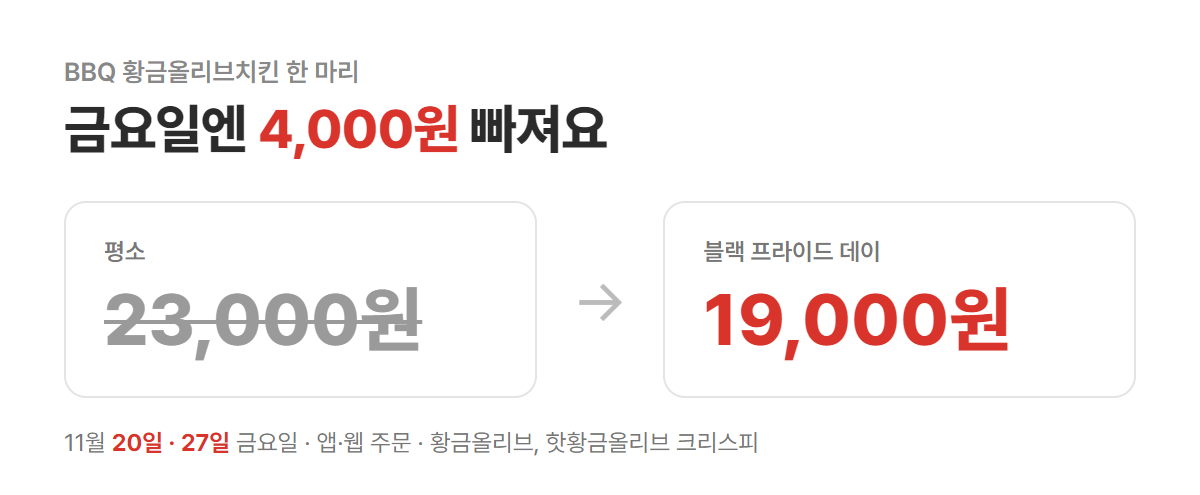 BBQ 황금올리브치킨 한 마리
금요일엔 4,000원 빠져요
평소
23,000원
→
블랙 프라이드 데이
19,000원
11월 20일 · 27일 금요일 · 앱·웹 주문 · 황금올리브, 핫황금올리브 크리스피